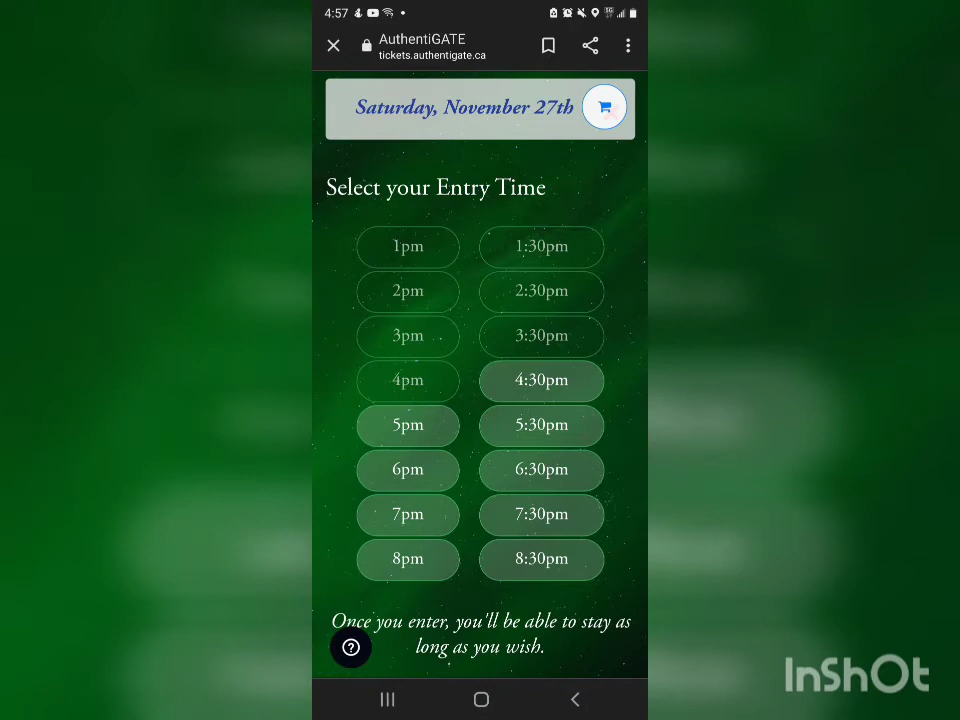 4:57
5G
AuthentiGATE
tickets.authentigate.ca
Saturday, November 27th
Select your Entry Time
1pm 1:30pm
2pm 2:30pm
3pm 3:30pm
4pm 4:30pm
5pm 5:30pm
6pm 6:30pm
7pm 7:30pm
8pm 8:30pm
Once you enter, you'll be able to stay as
long as you wish.
InShOt